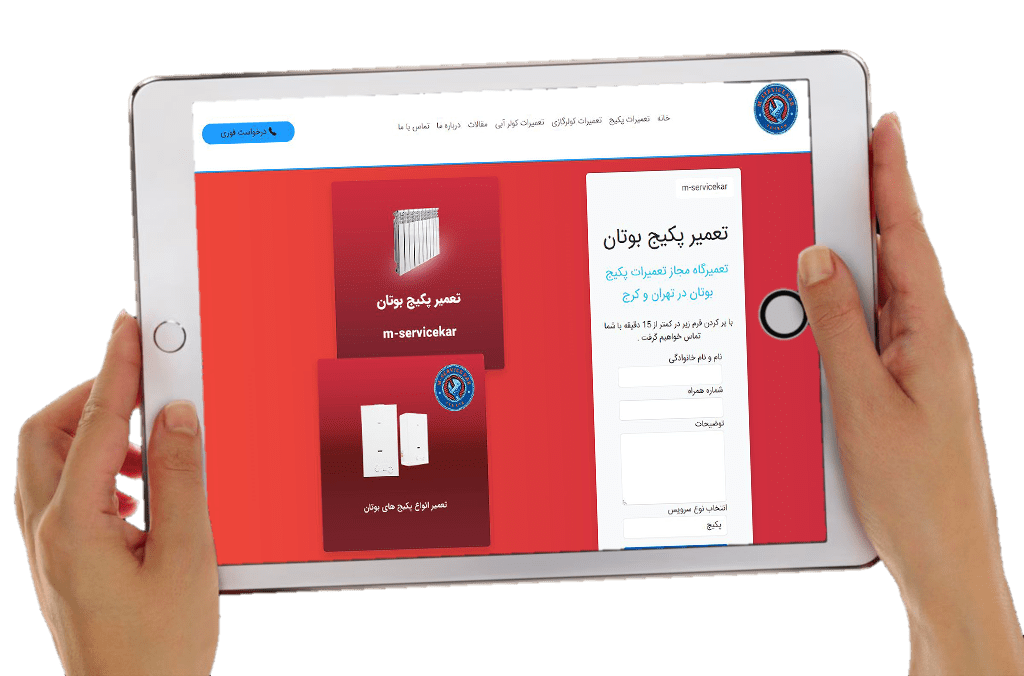 خانه تعمیرات پکیج تعمیرات کولرگازی تعمیرات کولر آبی مقالات درباره ما تماس با ما
درخواست فوری
M SERVICE KAR
m-servicekar
تعمیر پکیج بوتان
تعمیرگاه مجاز تعمیرات پکیج
بوتان در تهران و کرج
با پر کردن فرم زیر در کمتر از 15 دقیقه با شما
تماس خواهیم گرفت .
نام و نام خانوادگی
شماره همراه
توضیحات
انتخاب نوع سرویس
پکیج
تعمیر پکیج بوتان
m-servicekar
تعمیر انواع پکیج های بوتان